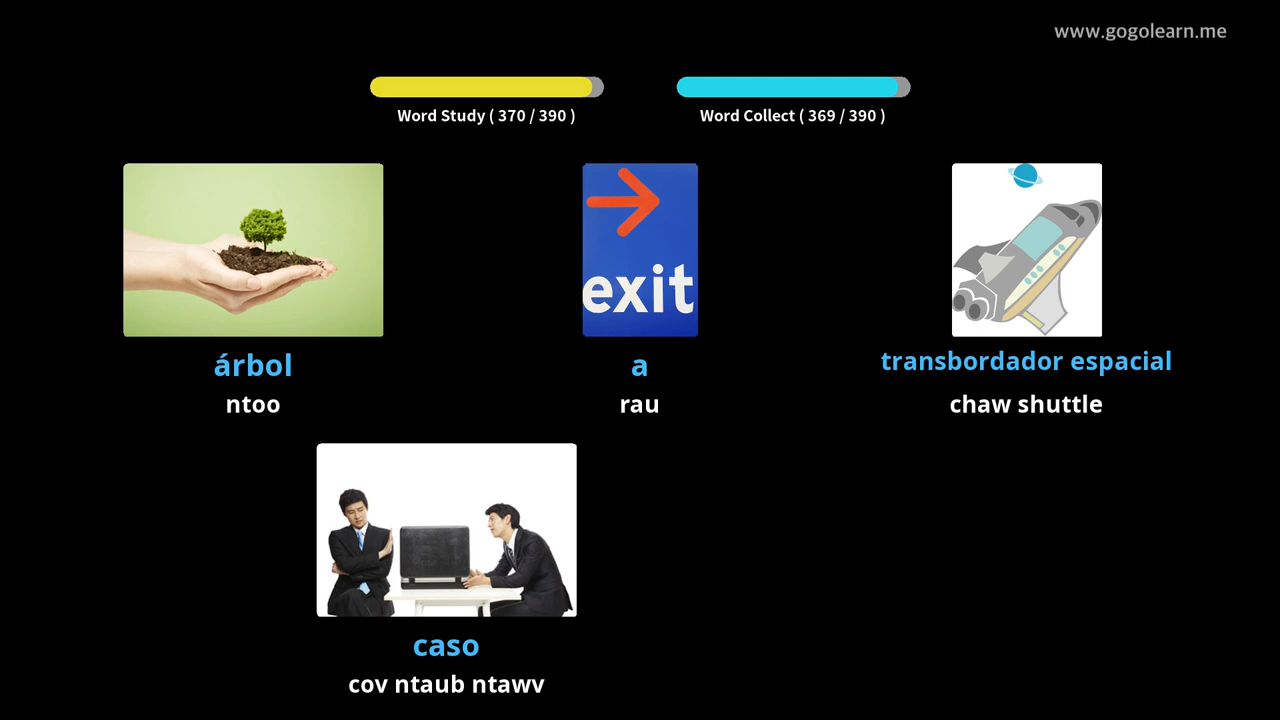 www.gogolearn.me
Word Study ( 370 / 390 )
Word Collect ( 369 / 390 )
exit
árbol
a
transbordador espacial
ntoo
rau
chaw shuttle
caso
cov ntaub ntawv